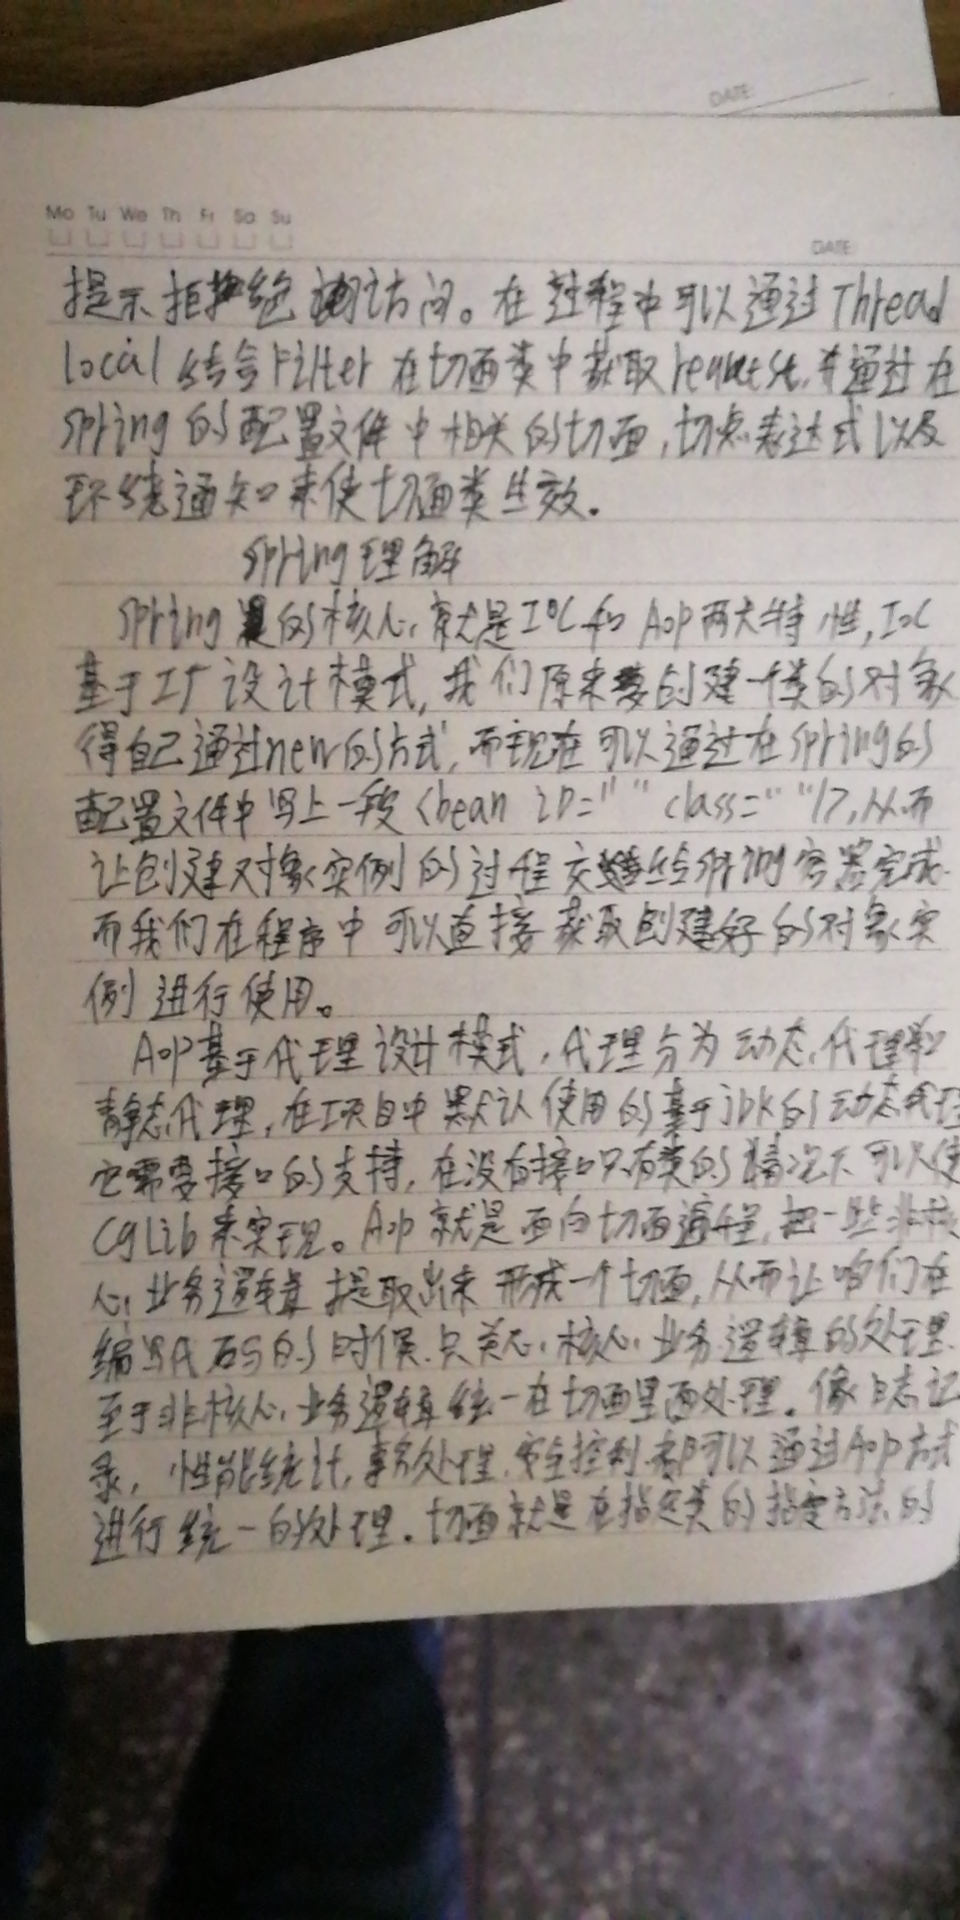 DATE
Mo Tu We Th Fr Sa Su
DATE
提示拒绝访问。在过程中可以通过Thread
local 结合Filter 在切面类中获取request,并通过在
Spring的配置文件中相关的切面,切点表达式以及
环绕通知来使切面类生效。
Spring理解
Spring的核心就是IOC和AOP两大特性,IOC
基于工厂设计模式,我们原来要创建一个类的对象
得自己通过new的方式,而现在可以通过在spring的
配置文件中写上一段<bean ID=" " class=" "/>,从而
让创建对象实例的过程交给spring容器完成.
而我们在程序中可以直接获取创建好的对象实
例进行使用。
AOP基于代理设计模式,代理分为动态代理和
静态代理,在项目中默认使用的基于jDK的动态代理
它需要接口的支持,在没有接口只有类的情况下可以使
CgLib来实现。AOP就是面向切面编程,把一些非核
心业务逻辑提取出来形成一个切面,从而让咱们在
编写代码的时候.只关心核心业务逻辑的处理.
至于非核心业务逻辑统一在切面里面处理。像日志记
录,性能统计,事务处理,安全控制都可以通过AOP方式
进行统一的处理.切面就是在指定类的指定方法的